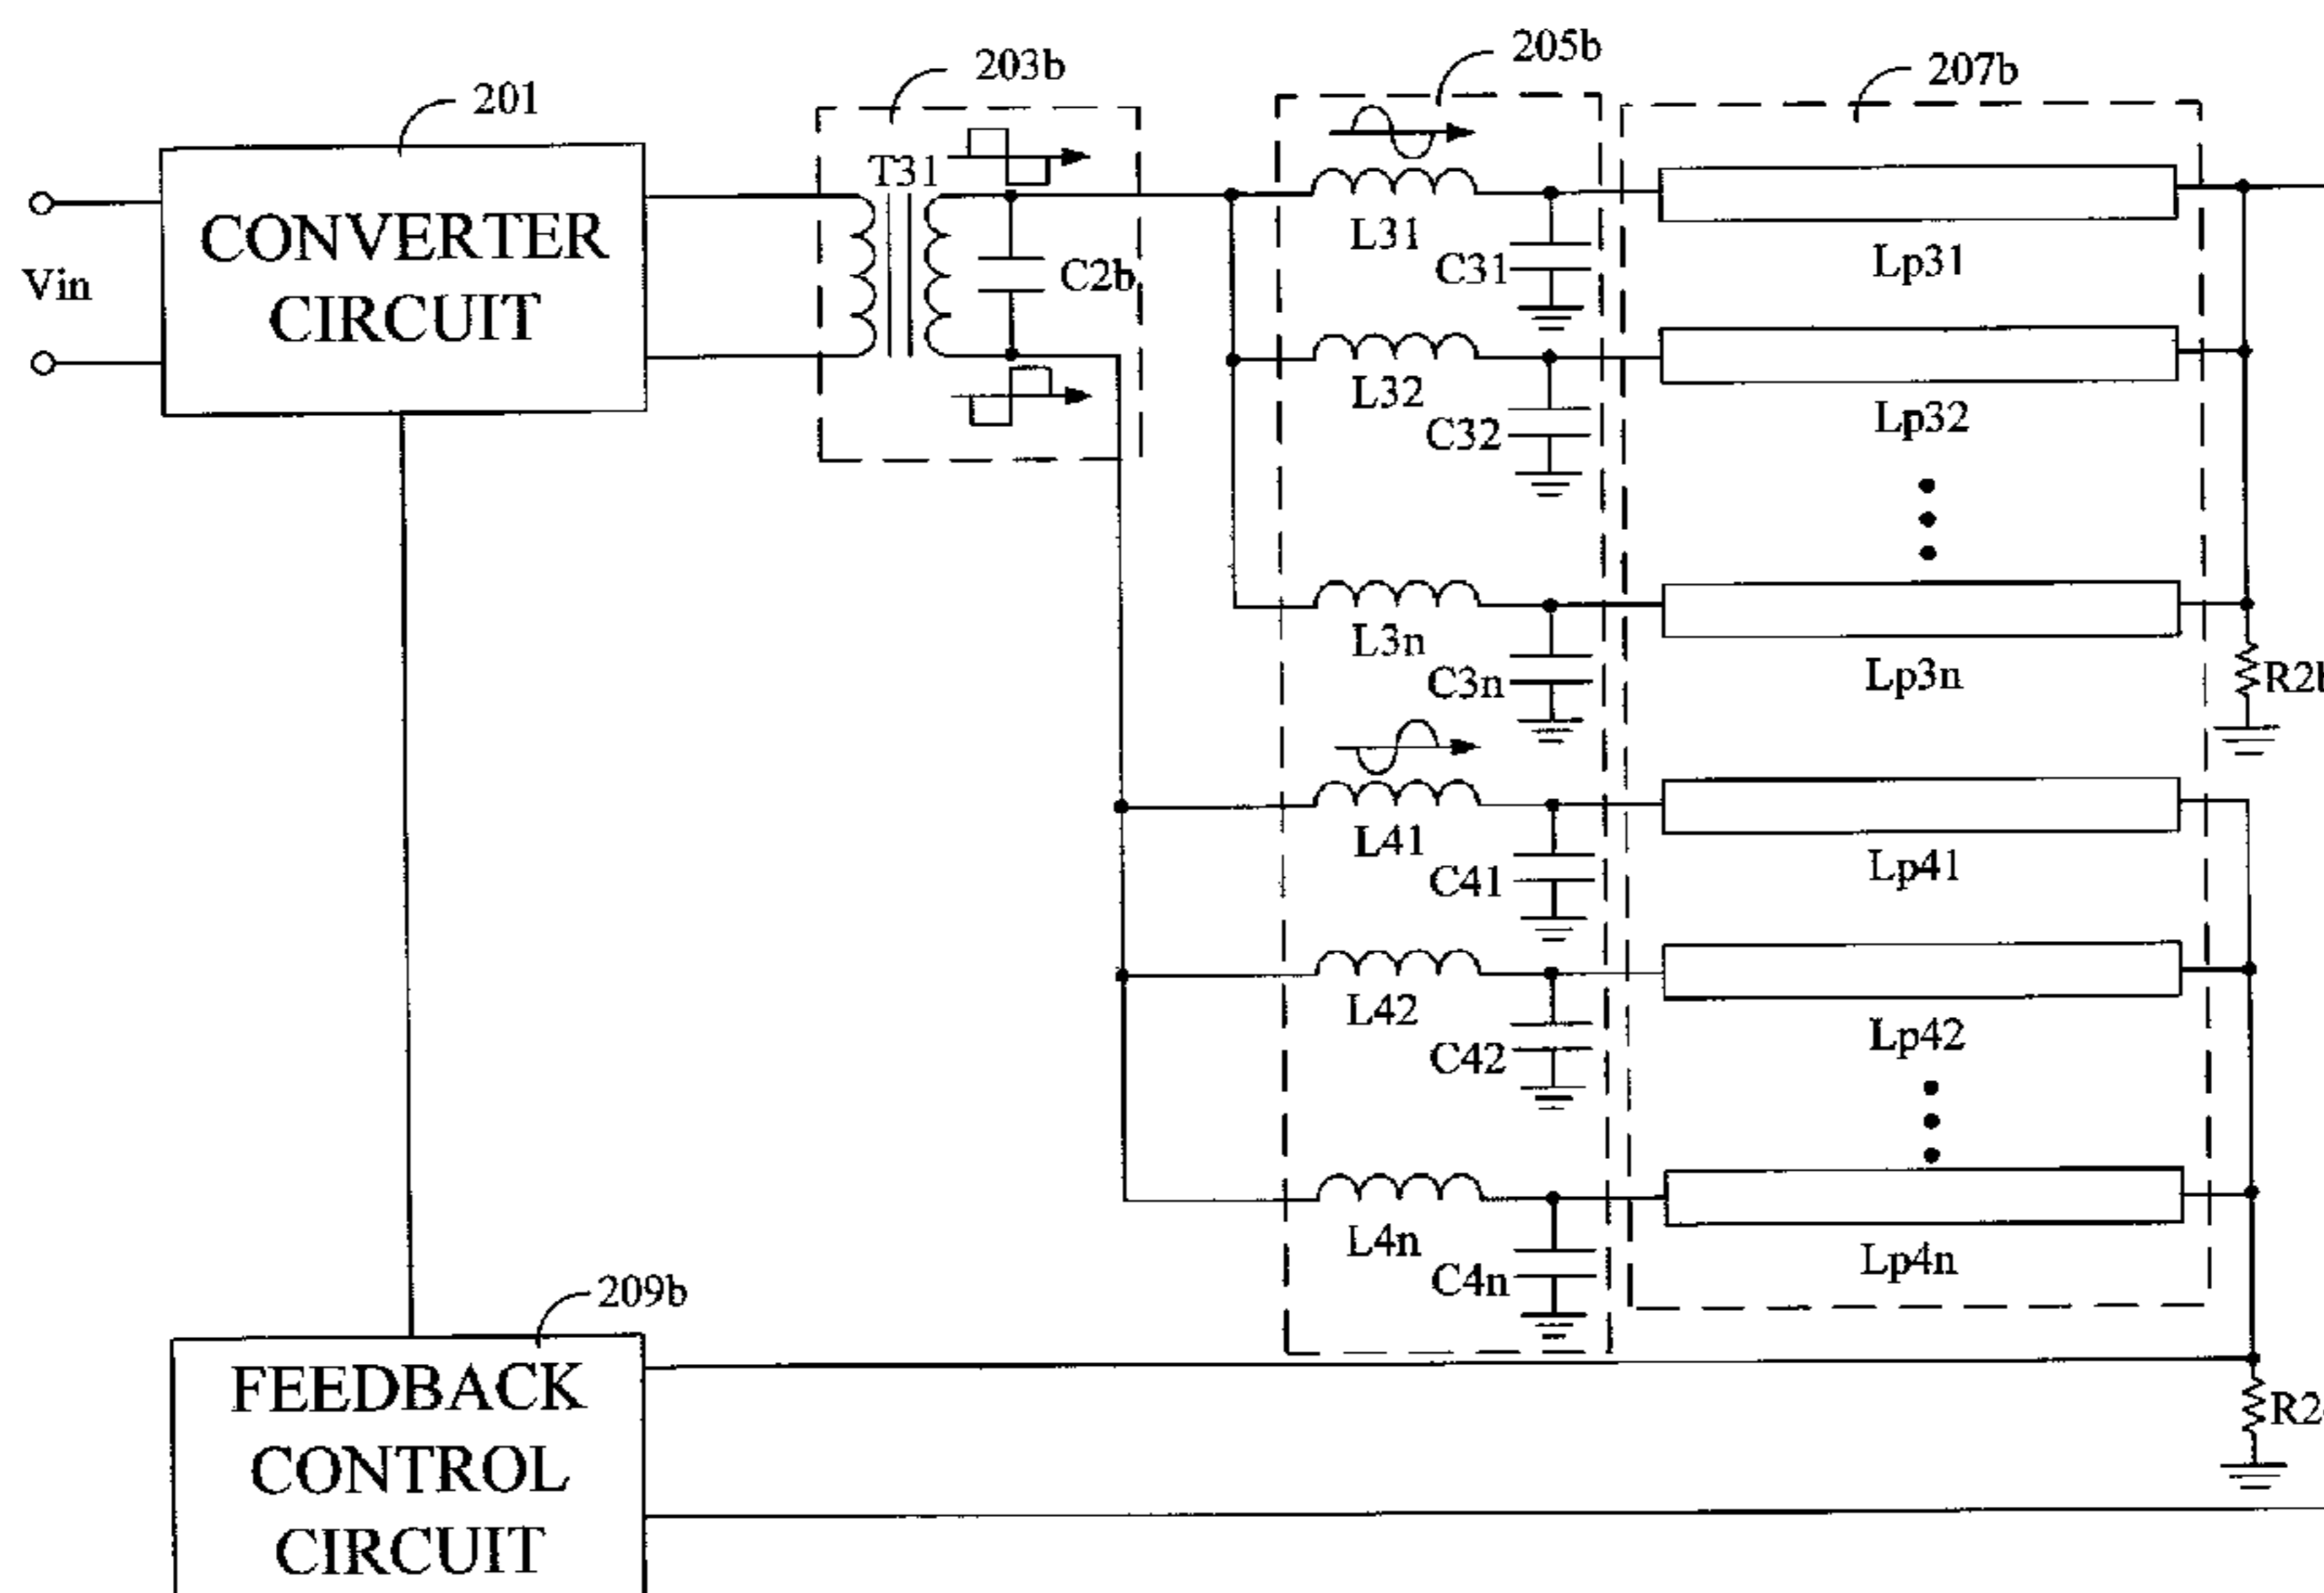 201
203b
205b
207b
Vin
CONVERTER
CIRCUIT
T31
C2b
L31
C31
Lp31
L32
C32
Lp32
L3n
C3n
Lp3n
R2b
L41
C41
Lp41
L42
C42
Lp42
L4n
C4n
Lp4n
209b
FEEDBACK
CONTROL
CIRCUIT